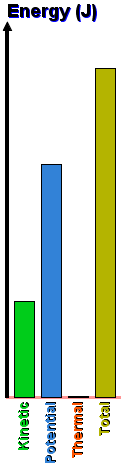 Energy (J)
Kinetic
Potential
Thermal
Total